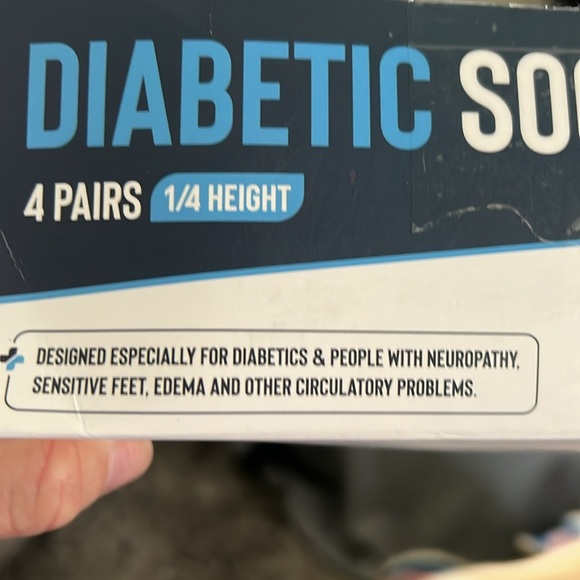 DIABETIC SO
4 PAIRS 1/4 HEIGHT
DESIGNED ESPECIALLY FOR DIABETICS & PEOPLE WITH NEUROPATHY,
SENSITIVE FEET, EDEMA AND OTHER CIRCULATORY PROBLEMS.